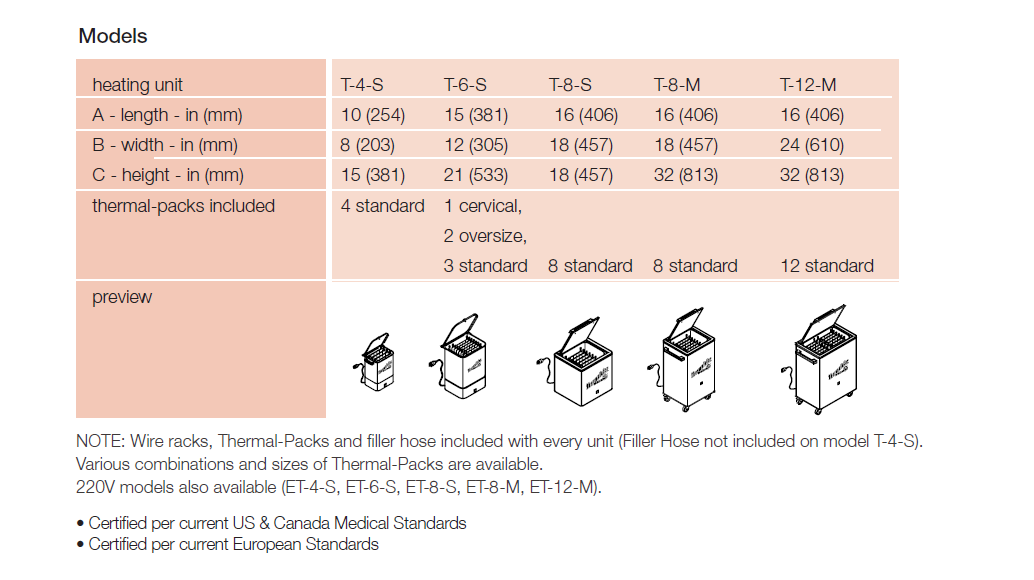 Models
heating unit T-4-S T-6-S T-8-S T-8-M T-12-M
A - length - in (mm) 10 (254) 15 (381) 16 (406) 16 (406) 16 (406)
B - width - in (mm) 8 (203) 12 (305) 18 (457) 18 (457) 24 (610)
C - height - in (mm) 15 (381) 21 (533) 18 (457) 32 (813) 32 (813)
thermal-packs included 4 standard 1 cervical,
2 oversize,
3 standard 8 standard 8 standard 12 standard
preview
NOTE: Wire racks, Thermal-Packs and filler hose included with every unit (Filler Hose not included on model T-4-S).
Various combinations and sizes of Thermal-Packs are available.
220V models also available (ET-4-S, ET-6-S, ET-8-S, ET-8-M, ET-12-M).
• Certified per current US & Canada Medical Standards
• Certified per current European Standards